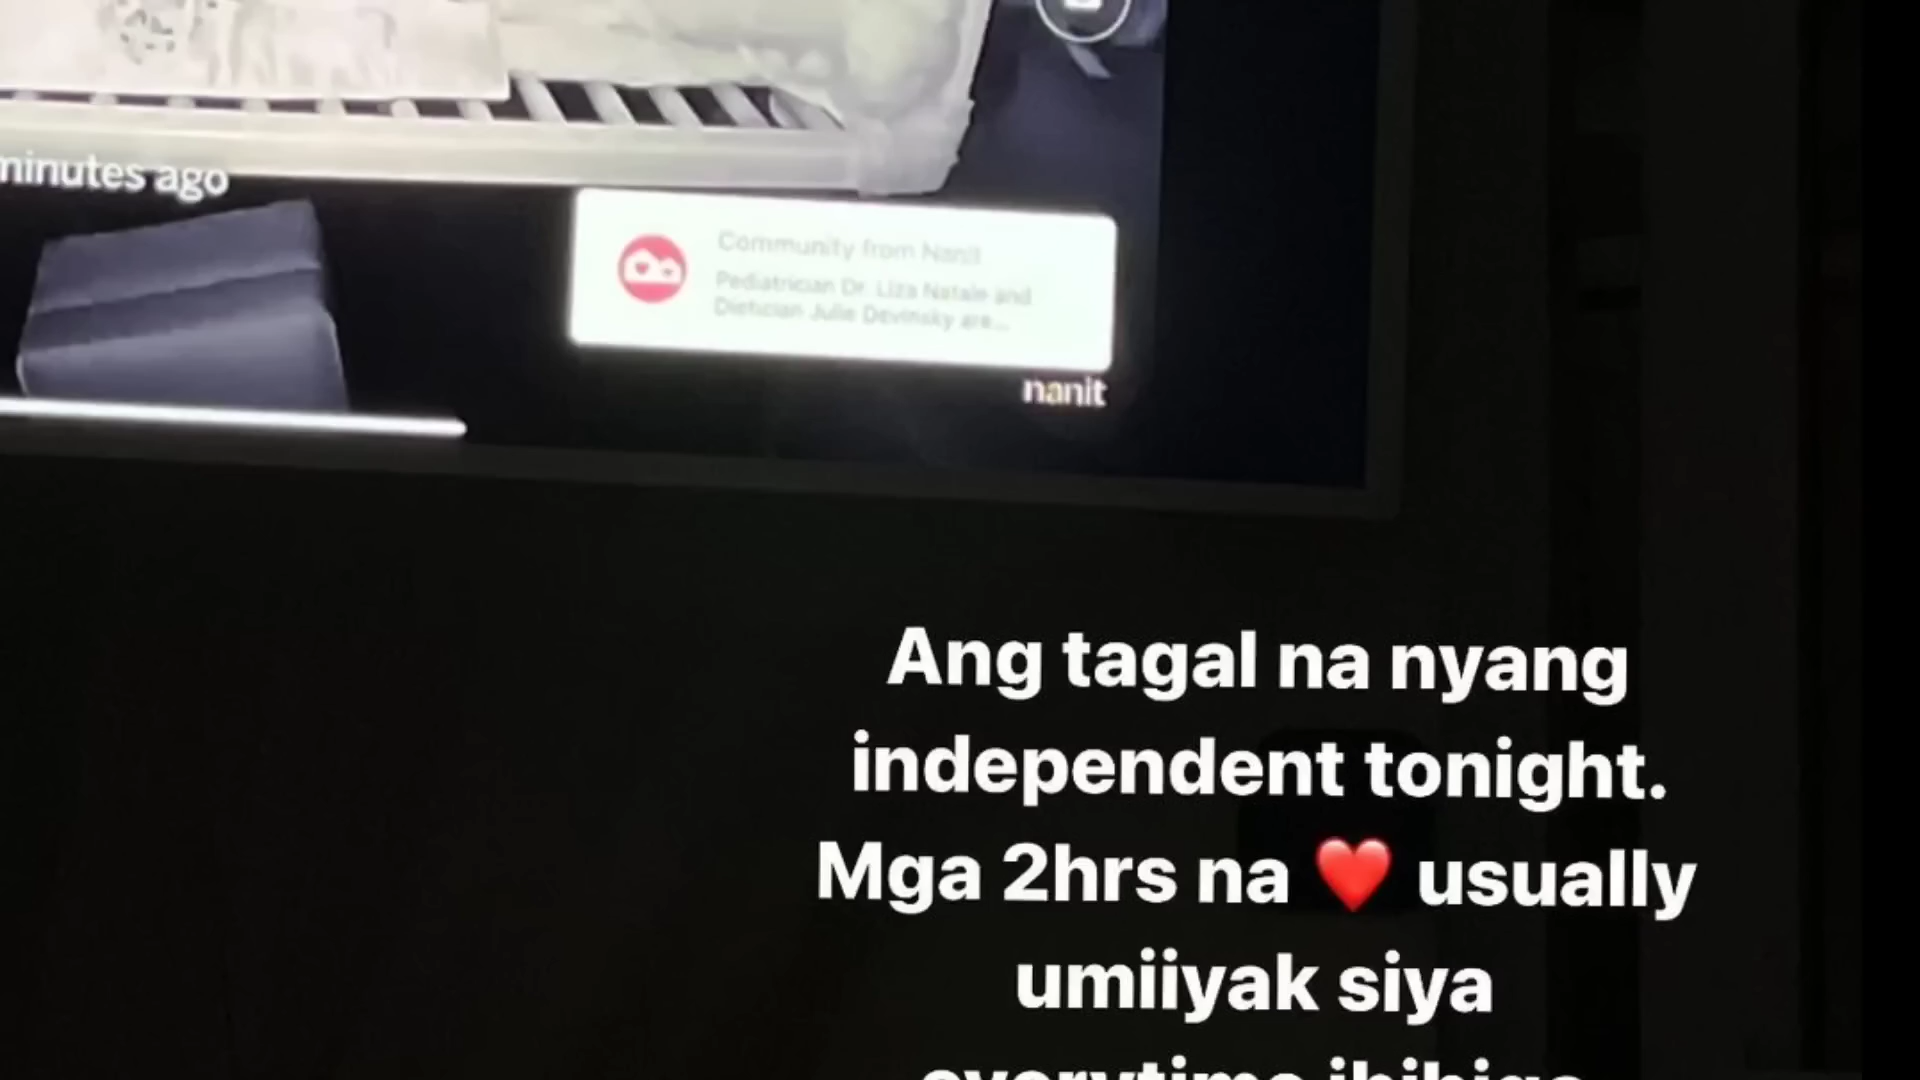 minutes ago
Community from Nanit
Pediatrician Dr. Liza Natale and
Dietician Julie Devinsky are...
nanit
Ang tagal na nyang
independent tonight.
Mga 2hrs na ❤️ usually
umiiyak siya
everytime